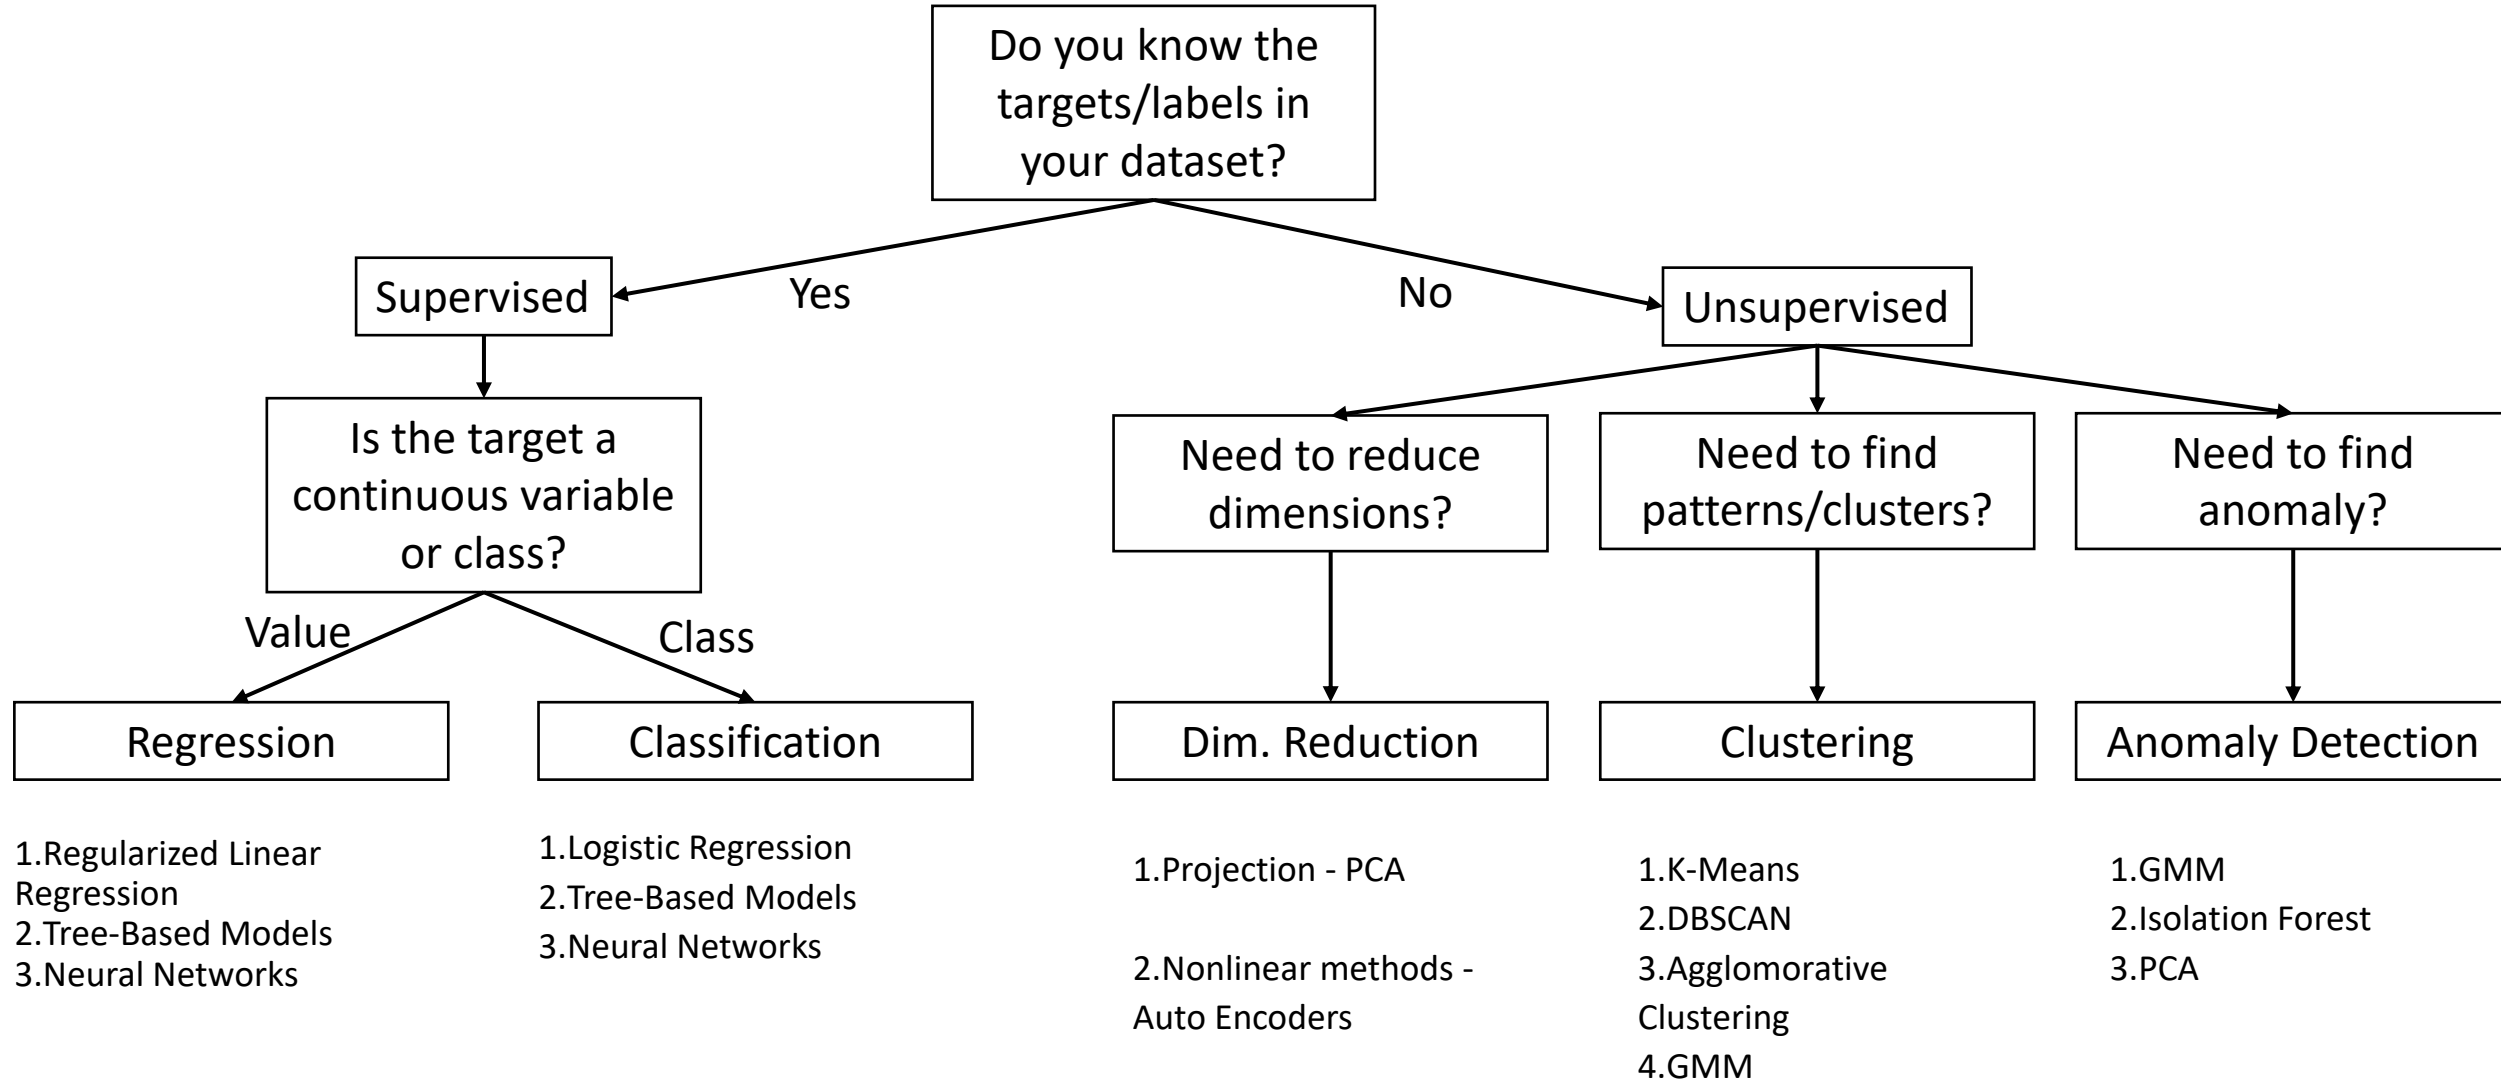 Do you know the
targets/labels in
your dataset?
Supervised
Yes
No
Unsupervised
Is the target a
continuous variable
or class?
Need to reduce
dimensions?
Need to find
patterns/clusters?
Need to find
anomaly?
Value
Class
Regression
Classification
Dim. Reduction
Clustering
Anomaly Detection
1.Regularized Linear
Regression
2.Tree-Based Models
3.Neural Networks
1.Logistic Regression
2.Tree-Based Models
3.Neural Networks
1.Projection - PCA
2.Nonlinear methods -
Auto Encoders
1.K-Means
2.DBSCAN
3.Agglomorative
Clustering
4.GMM
1.GMM
2.Isolation Forest
3.PCA